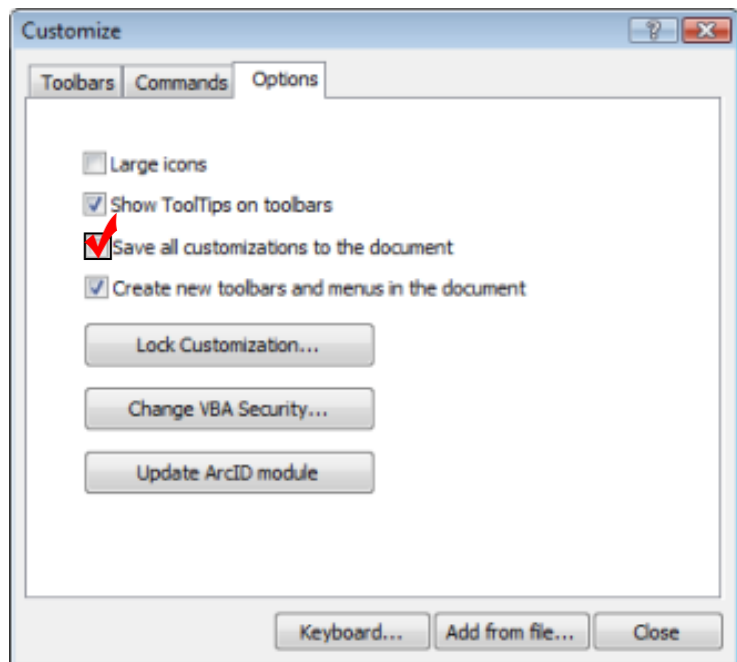 Customize
Toolbars Commands Options
Large icons
Show ToolTips on toolbars
Save all customizations to the document
Create new toolbars and menus in the document
Lock Customization...
Change VBA Security...
Update ArcID module
Keyboard... Add from file... Close